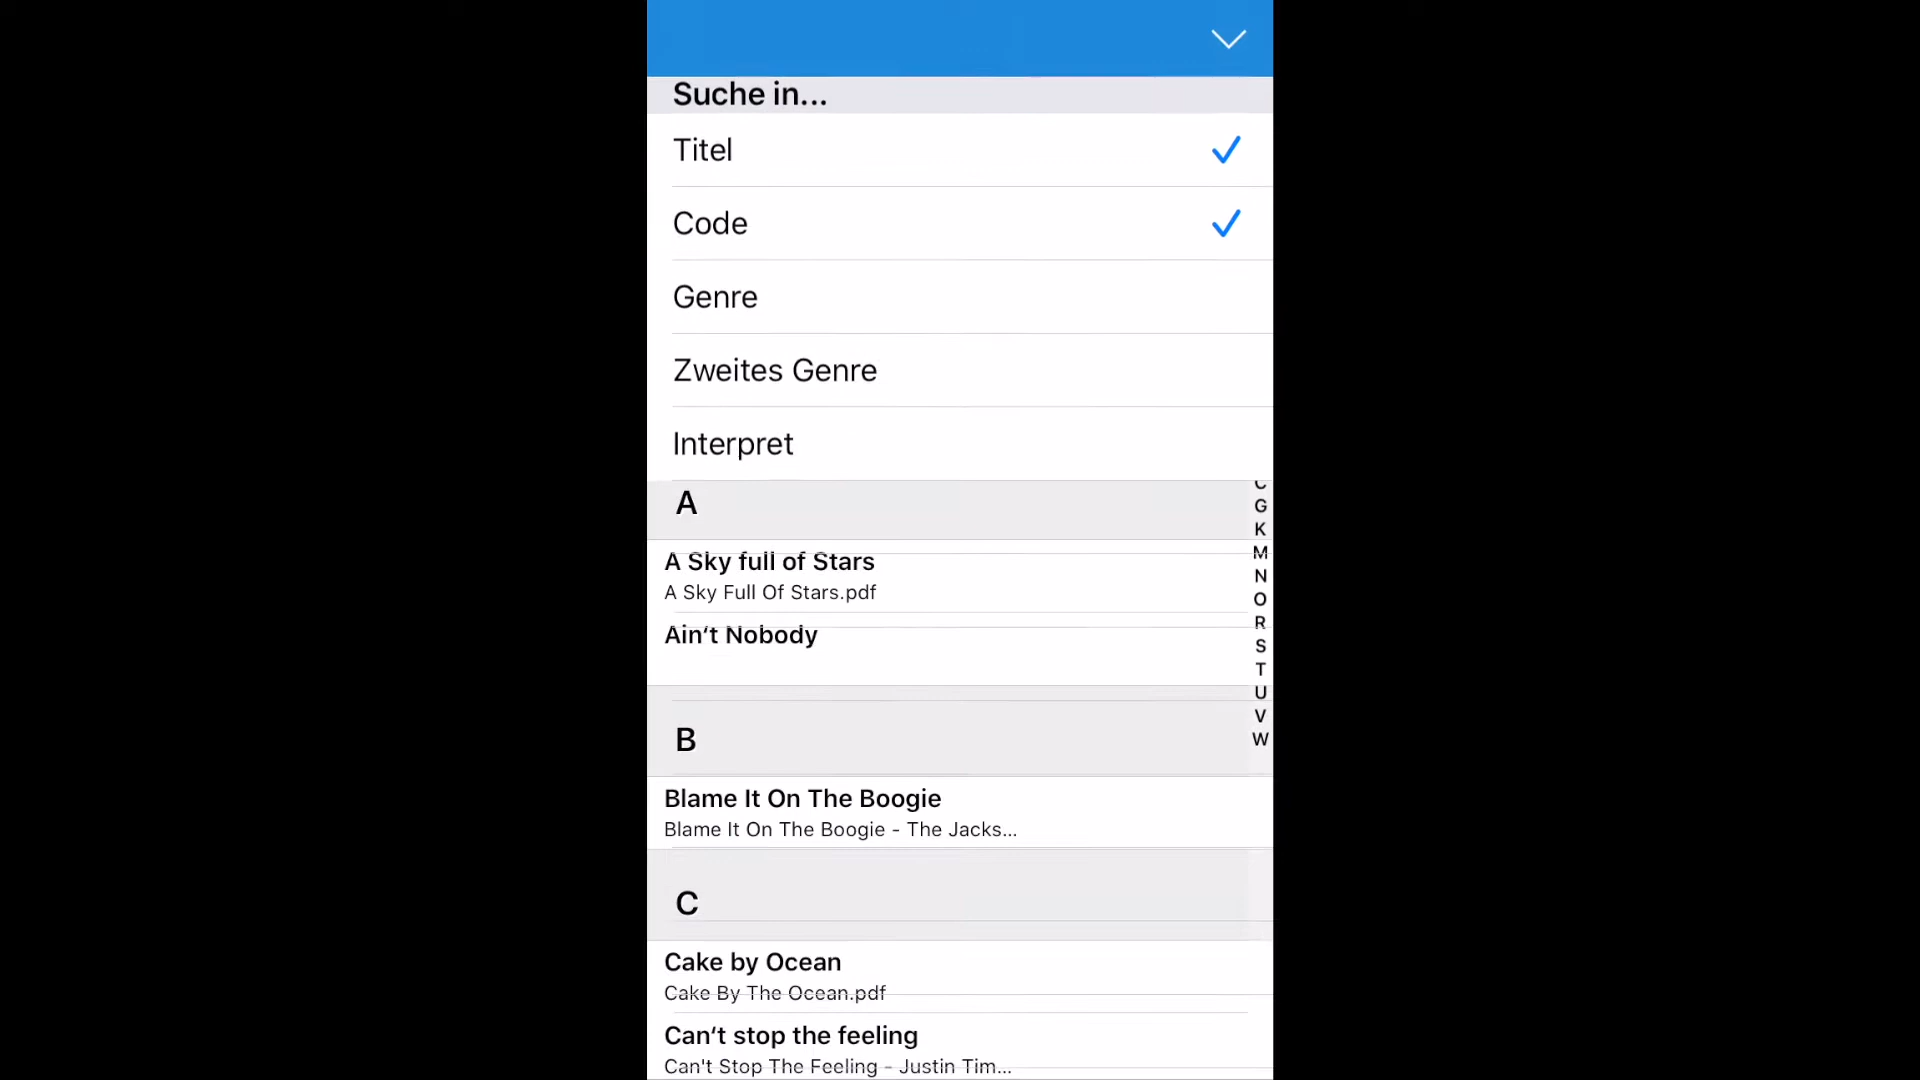 Suche in...
Titel
Code
Genre
Zweites Genre
Interpret
A
A Sky full of Stars
A Sky Full Of Stars.pdf
Ain‘t Nobody
B
Blame It On The Boogie
Blame It On The Boogie - The Jacks...
C
Cake by Ocean
Cake By The Ocean.pdf
Can‘t stop the feeling
Can't Stop The Feeling - Justin Tim...
C
G
K
M
N
O
R
S
T
U
V
W